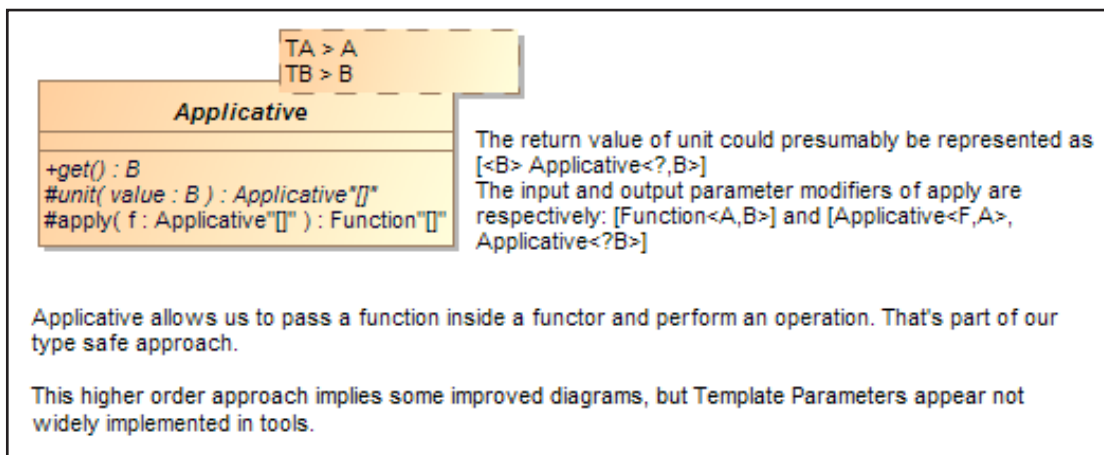 TA > A
TB > B
Applicative
+get() : B
#unit( value : B ) : Applicative"[]"
#apply( f : Applicative"[]" ) : Function"[]"
The return value of unit could presumably be represented as
[<B> Applicative<?,B>]
The input and output parameter modifiers of apply are
respectively: [Function<A,B>] and [Applicative<F,A>,
Applicative<?B>]
Applicative allows us to pass a function inside a functor and perform an operation. That's part of our
type safe approach.
This higher order approach implies some improved diagrams, but Template Parameters appear not
widely implemented in tools.